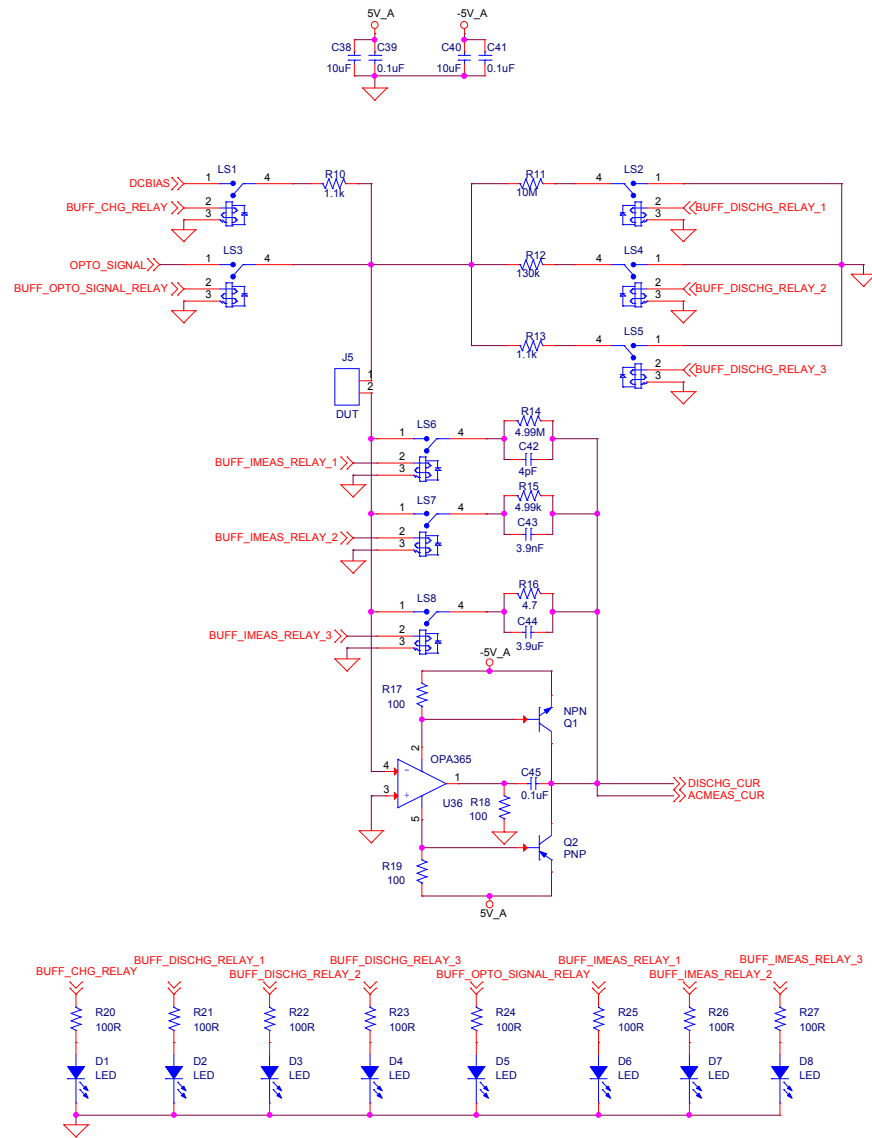 5V_A -5V_A
C38 C39 C40 C41
10uF 0.1uF 10uF 0.1uF
LS1 LS2
DCBIAS 1 4 R10 R11 4 1
1.1k 10M
BUFF_CHG_RELAY 2 2 BUFF_DISCHG_RELAY_1
3 3
LS3 LS4
OPTO_SIGNAL 1 4 R12 4 1
130k
BUFF_OPTO_SIGNAL_RELAY 2 2 BUFF_DISCHG_RELAY_2
3 3
R13 LS5
1.1k 4 1
J5 2 BUFF_DISCHG_RELAY_3
1 3
2
DUT
LS6 R14
1 4 4.99M
C42
BUFF_IMEAS_RELAY_1 2 4pF
3
LS7 R15
1 4 4.99k
C43
BUFF_IMEAS_RELAY_2 2 3.9nF
3
LS8 R16
1 4 4.7
C44
BUFF_IMEAS_RELAY_3 2 3.9uF
3
-5V_A
R17 NPN
100 Q1
2 OPA365
4 - 1 C45 DISCHG_CUR
3 + U36 R18 0.1uF ACMEAS_CUR
5 100
Q2
R19 PNP
100
5V_A
BUFF_DISCHG_RELAY_1 BUFF_DISCHG_RELAY_3 BUFF_IMEAS_RELAY_1 BUFF_IMEAS_RELAY_3
BUFF_CHG_RELAY BUFF_DISCHG_RELAY_2 BUFF_OPTO_SIGNAL_RELAY BUFF_IMEAS_RELAY_2
R20 R21 R22 R23 R24 R25 R26 R27
100R 100R 100R 100R 100R 100R 100R 100R
D1 D2 D3 D4 D5 D6 D7 D8
LED LED LED LED LED LED LED LED